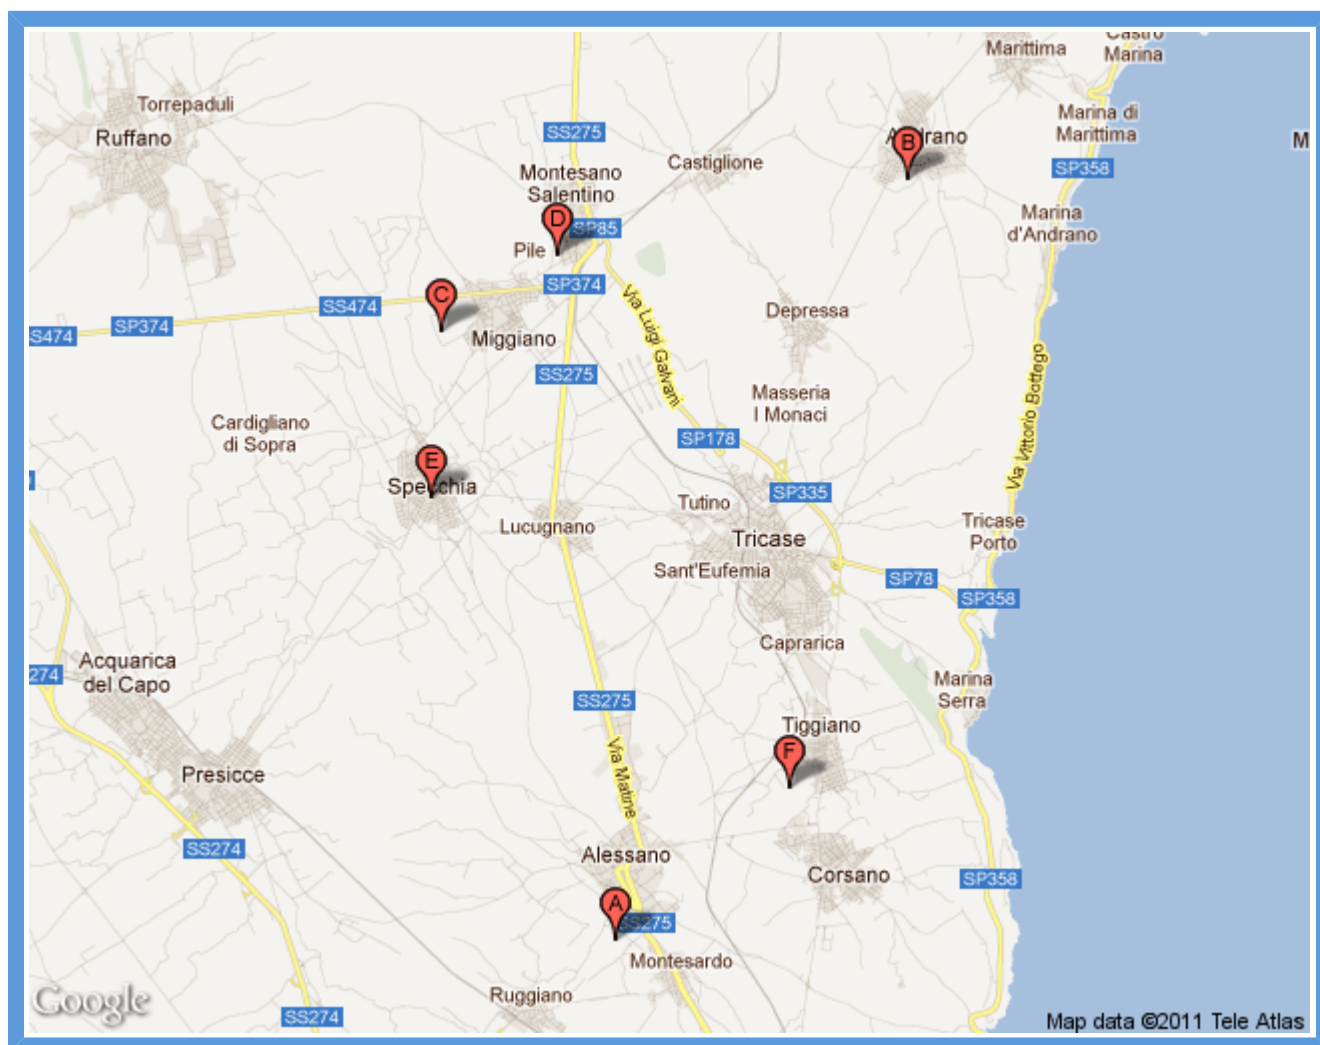 Castro
Marina
Marittima
Torrepaduli
Marina di
Marittima
Ruffano
SS275
Andrano
B
M
Castiglione
SP358
Montesano
Salentino
D
SP85
Marina
d'Andrano
Pile
SP374
C
SS474
Depressa
SP374
SS474
Miggiano
Via Luigi Galvani
SS275
Via Vittorio Bottego
Masseria
I Monaci
Cardigliano
di Sopra
SP178
E
Specchia
SP335
Tutino
Lucugnano
Tricase
Porto
Tricase
Sant'Eufemia
SP78
SP358
Caprarica
Acquarica
del Capo
274
Marina
Serra
SS275
Tiggiano
F
Via Matine
Presicce
SS274
Alessano
Corsano
SP358
A
SS275
Montesardo
Ruggiano
Google
SS274
Map data ©2011 Tele Atlas